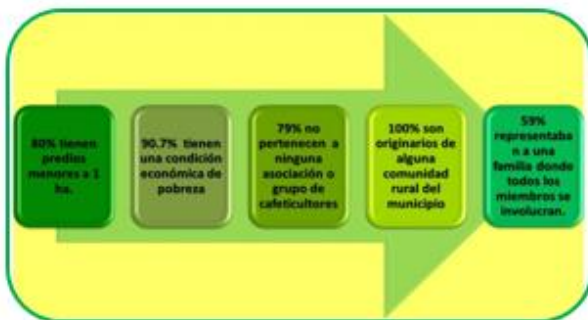 80% tienen
predios
menores a 1
ha.
90.7% tienen
una condición
económica de
pobreza
79% no
pertenecen a
ninguna
asociación o
grupo de
cafeticultores
100% son
originarios de
alguna
comunidad
rural del
municipio
59%
representaba
n a una
familia donde
todos los
miembros se
involucran.